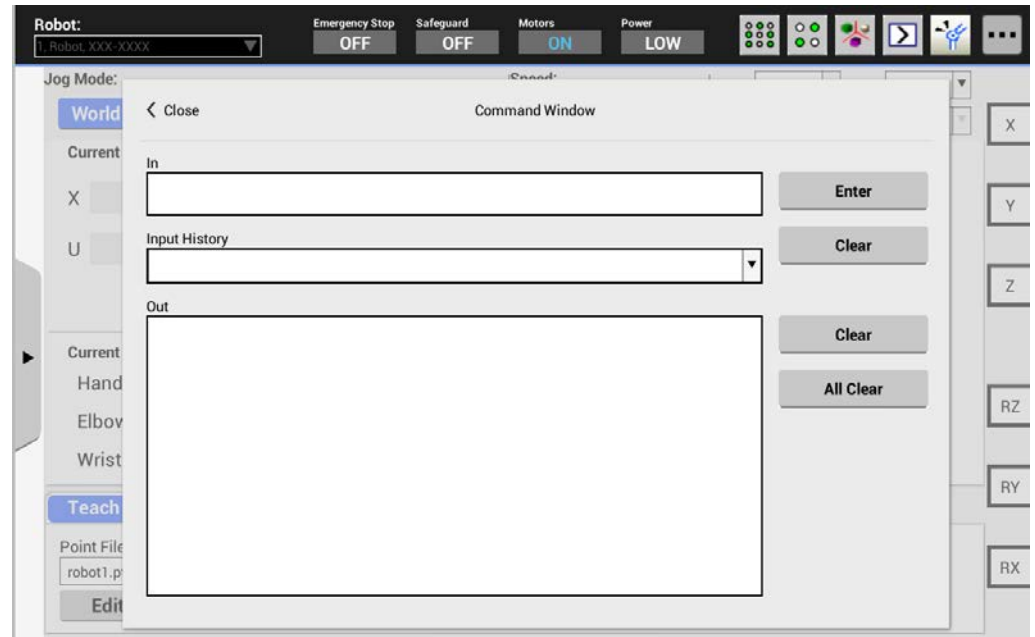 Robot:
1, Robot, XXX-XXXX
Emergency Stop
OFF
Safeguard
OFF
Motors
ON
Power
LOW
Jog Mode:
Speed:
World
Current
X
U
Current
Hand
Elbow
Wrist
Teach
Point File
robot1.p
Edit
Close
Command Window
In
Enter
Input History
Clear
Out
Clear
All Clear
X
Y
Z
RZ
RY
RX